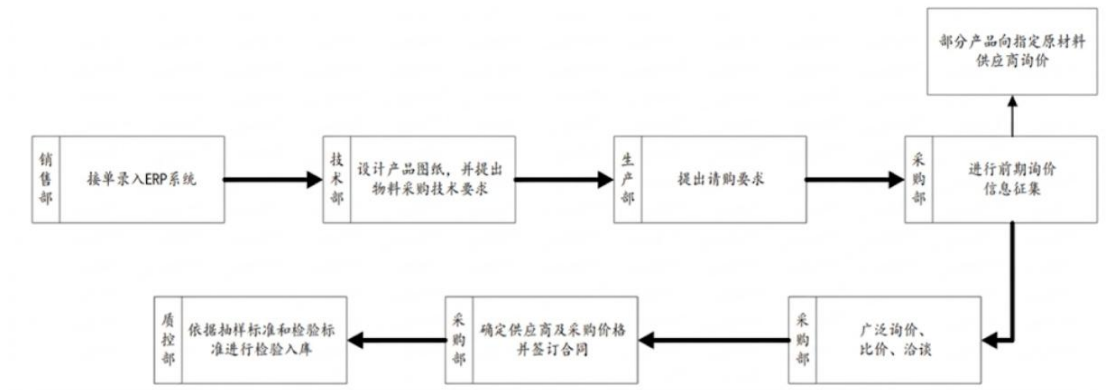 部分产品向指定原材料
供应商询价
销售部
接单录入ERP系统
技术部
设计产品图纸，并提出
物料采购技术要求
生产部
提出请购要求
采购部
进行前期询价
信息征集
质控部
依据抽样标准和检验标
准进行检验入库
采购部
确定供应商及采购价格
并签订合同
采购部
广泛询价、
比价、洽谈